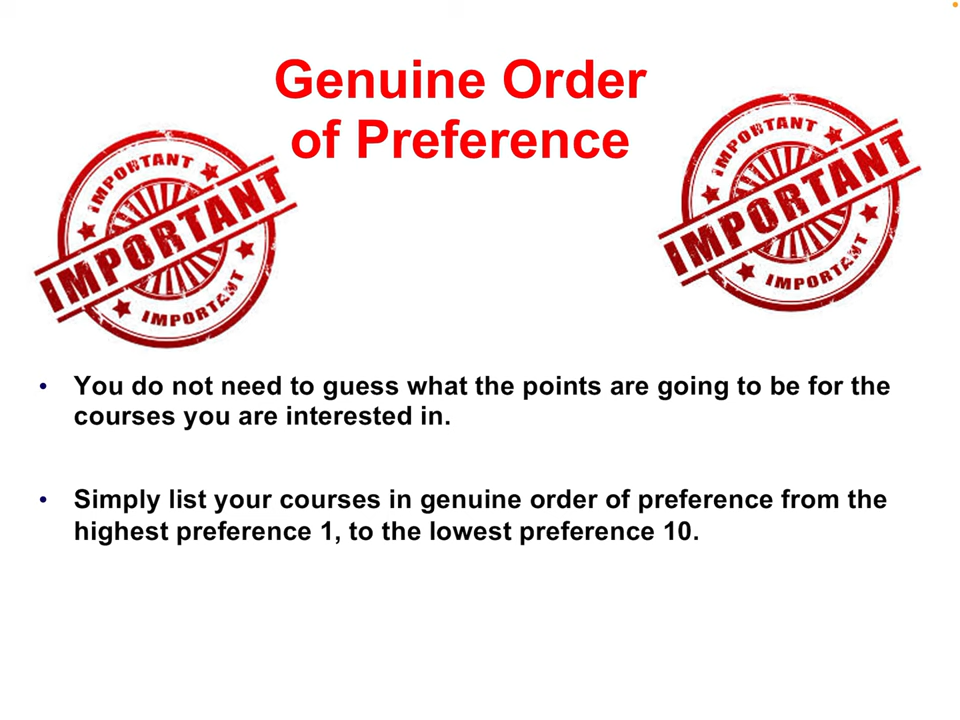 Genuine Order
of Preference
IMPORTANT
IMPORTANT
IMPORTANT
IMPORTANT
IMPORTANT
IMPORTANT
• You do not need to guess what the points are going to be for the
courses you are interested in.
• Simply list your courses in genuine order of preference from the
highest preference 1, to the lowest preference 10.